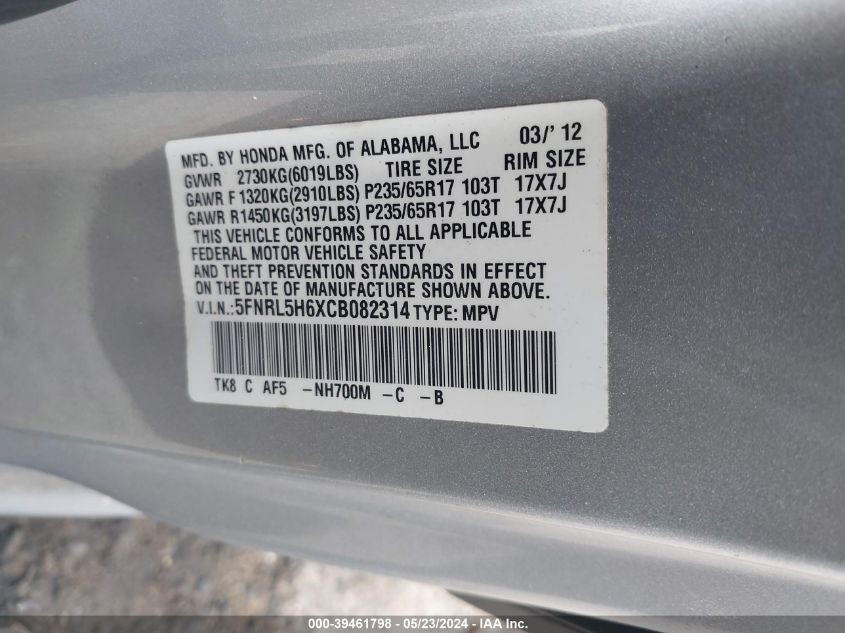 MFD. BY HONDA MFG. OF ALABAMA, LLC 03/' 12
GVWR 2730KG(6019LBS) TIRE SIZE RIM SIZE
GAWR F 1320KG(2910LBS) P235/65R17 103T 17X7J
GAWR R1450KG(3197LBS) P235/65R17 103T 17X7J
THIS VEHICLE CONFORMS TO ALL APPLICABLE
FEDERAL MOTOR VEHICLE SAFETY
AND THEFT PREVENTION STANDARDS IN EFFECT
ON THE DATE OF MANUFACTURE SHOWN ABOVE.
V.I.N.:5FNRL5H6XCB082314 TYPE: MPV
TK8 C AF5 -NH700M -C -B
000-39461798 - 05/23/2024 - IAA Inc.